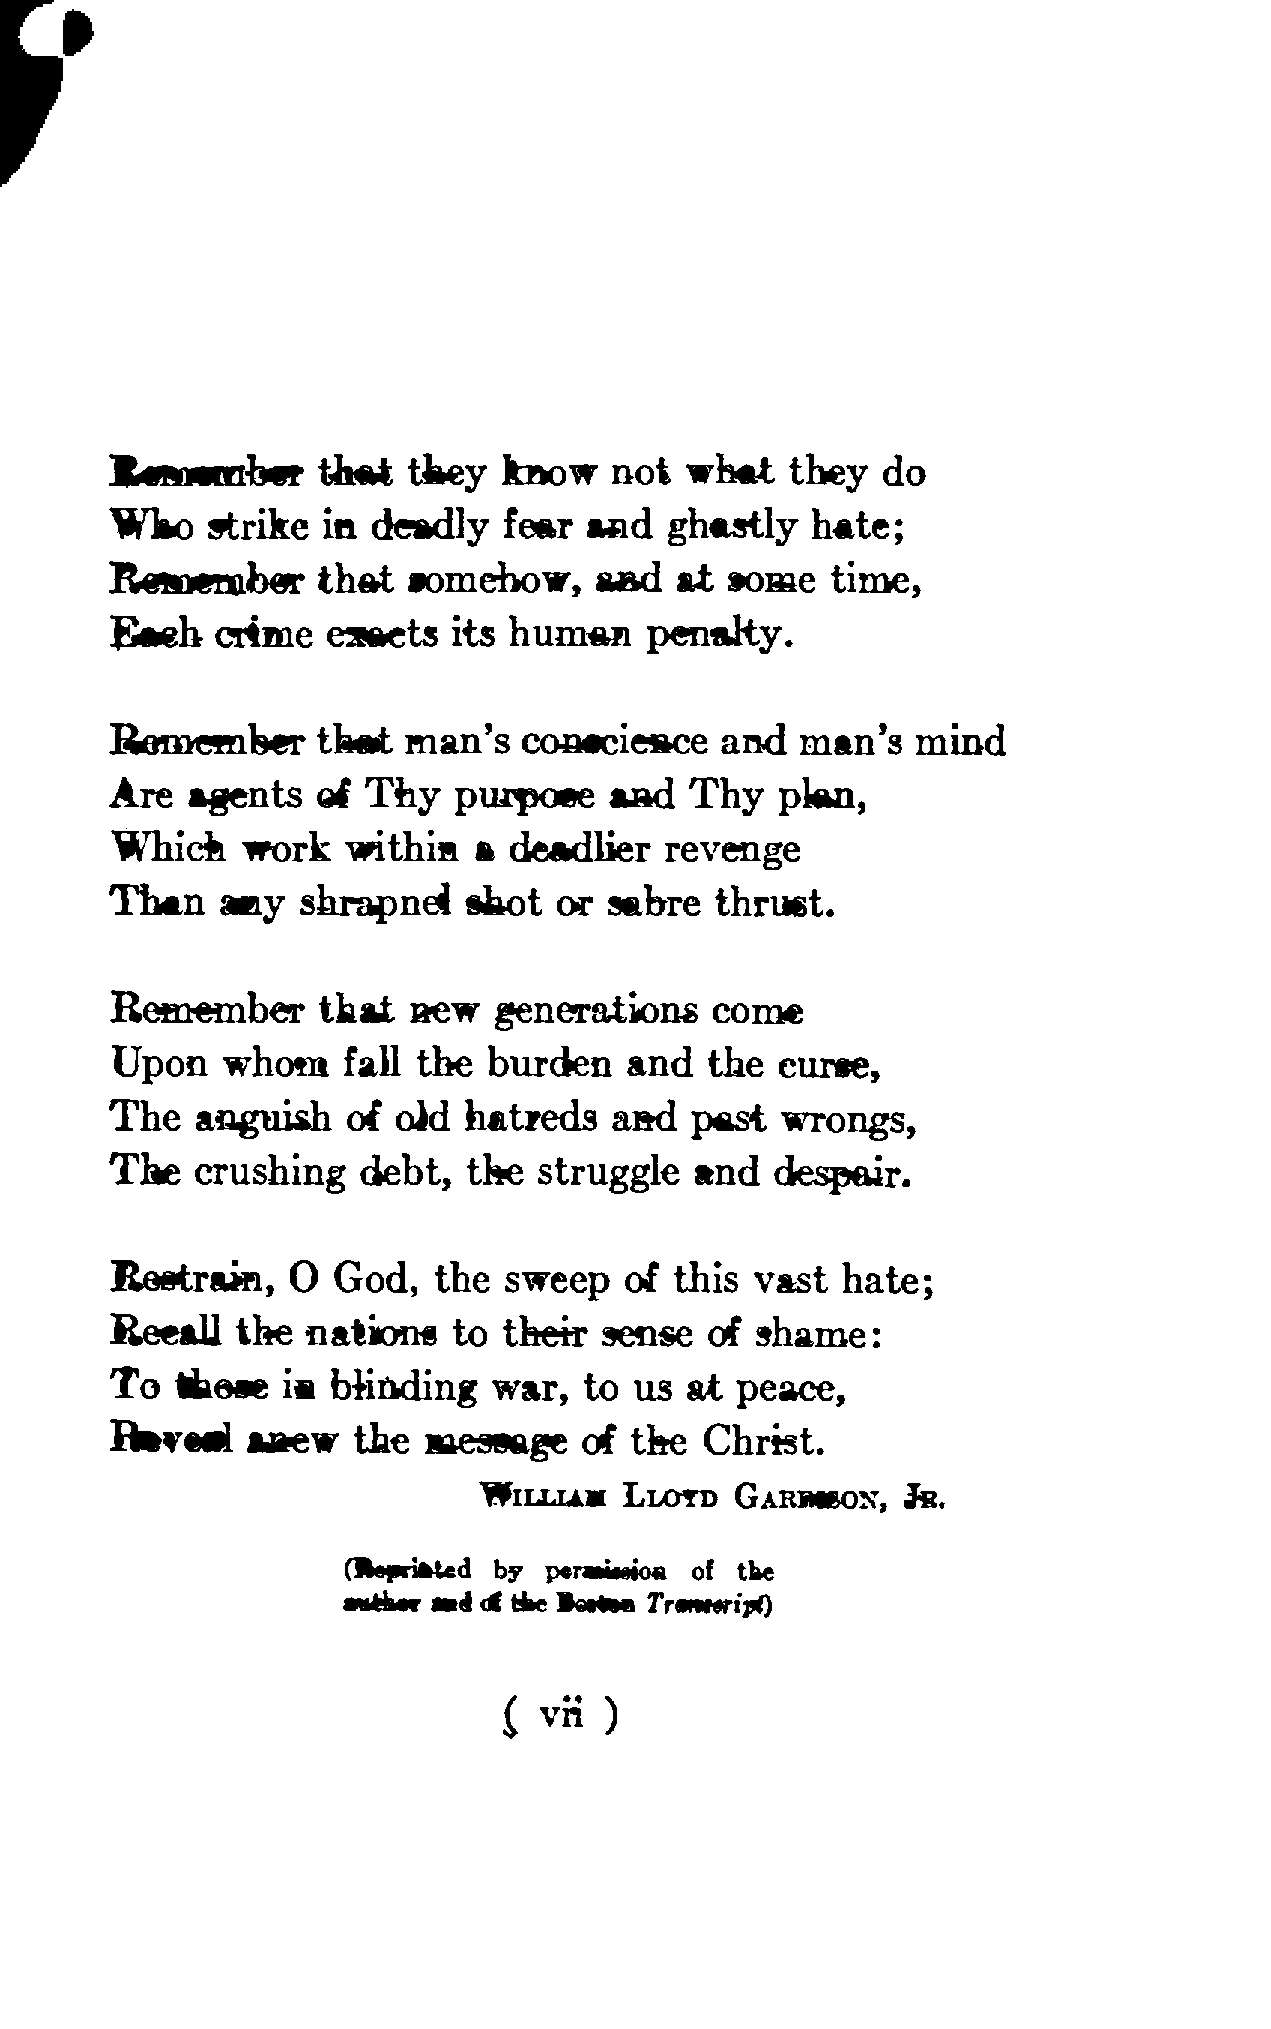 Remember that they know not what they do
Who strike in deadly fear and ghastly hate;
Remember that somehow, and at some time,
Each crime exacts its human penalty.
Remember that man's conscience and man's mind
Are agents of Thy purpose and Thy plan,
Which work within a deadlier revenge
Than any shrapnel shot or sabre thrust.
Remember that new generations come
Upon whom fall the burden and the curse,
The anguish of old hatreds and past wrongs,
The crushing debt, the struggle and despair.
Restrain, O God, the sweep of this vast hate;
Recall the nations to their sense of shame:
To those in blinding war, to us at peace,
Reveal anew the message of the Christ.
WILLIAM LLOYD GARRISON, JR.
(Reprinted by permission of the
author and of the Boston Transcript)
( vii )